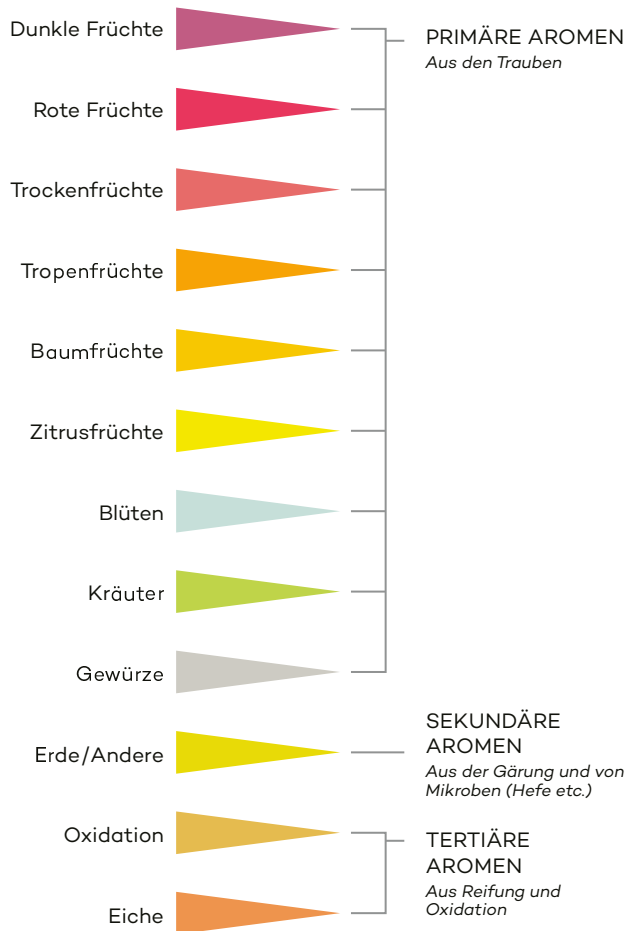 Dunkle Früchte
PRIMÄRE AROMEN
Aus den Trauben
Rote Früchte
Trockenfrüchte
Tropenfrüchte
Baumfrüchte
Zitrusfrüchte
Blüten
Kräuter
Gewürze
Erde/Andere
SEKUNDÄRE
AROMEN
Aus der Gärung und von
Mikroben (Hefe etc.)
Oxidation
Eiche
TERTIÄRE
AROMEN
Aus Reifung und
Oxidation